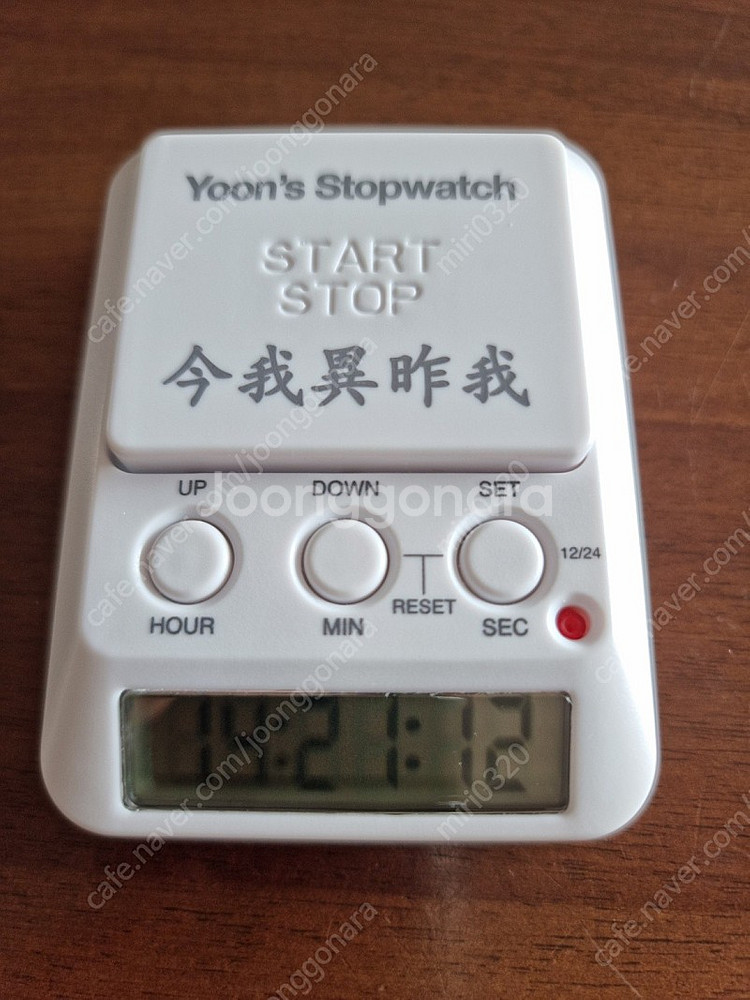 Yoon's Stopwatch
START
STOP
今我異昨我
UP DOWN SET
12/24
RESET
HOUR MIN SEC
14:21:12
Joonggonara
cafe.naver.com/joonggonara
miri0320